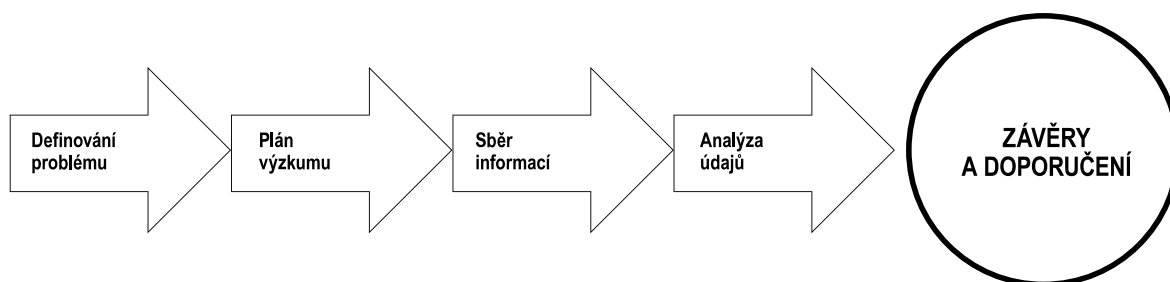 Definování
problému
Plán
výzkumu
Sběr
informací
Analýza
údajů
ZÁVĚRY
A DOPORUČENÍ